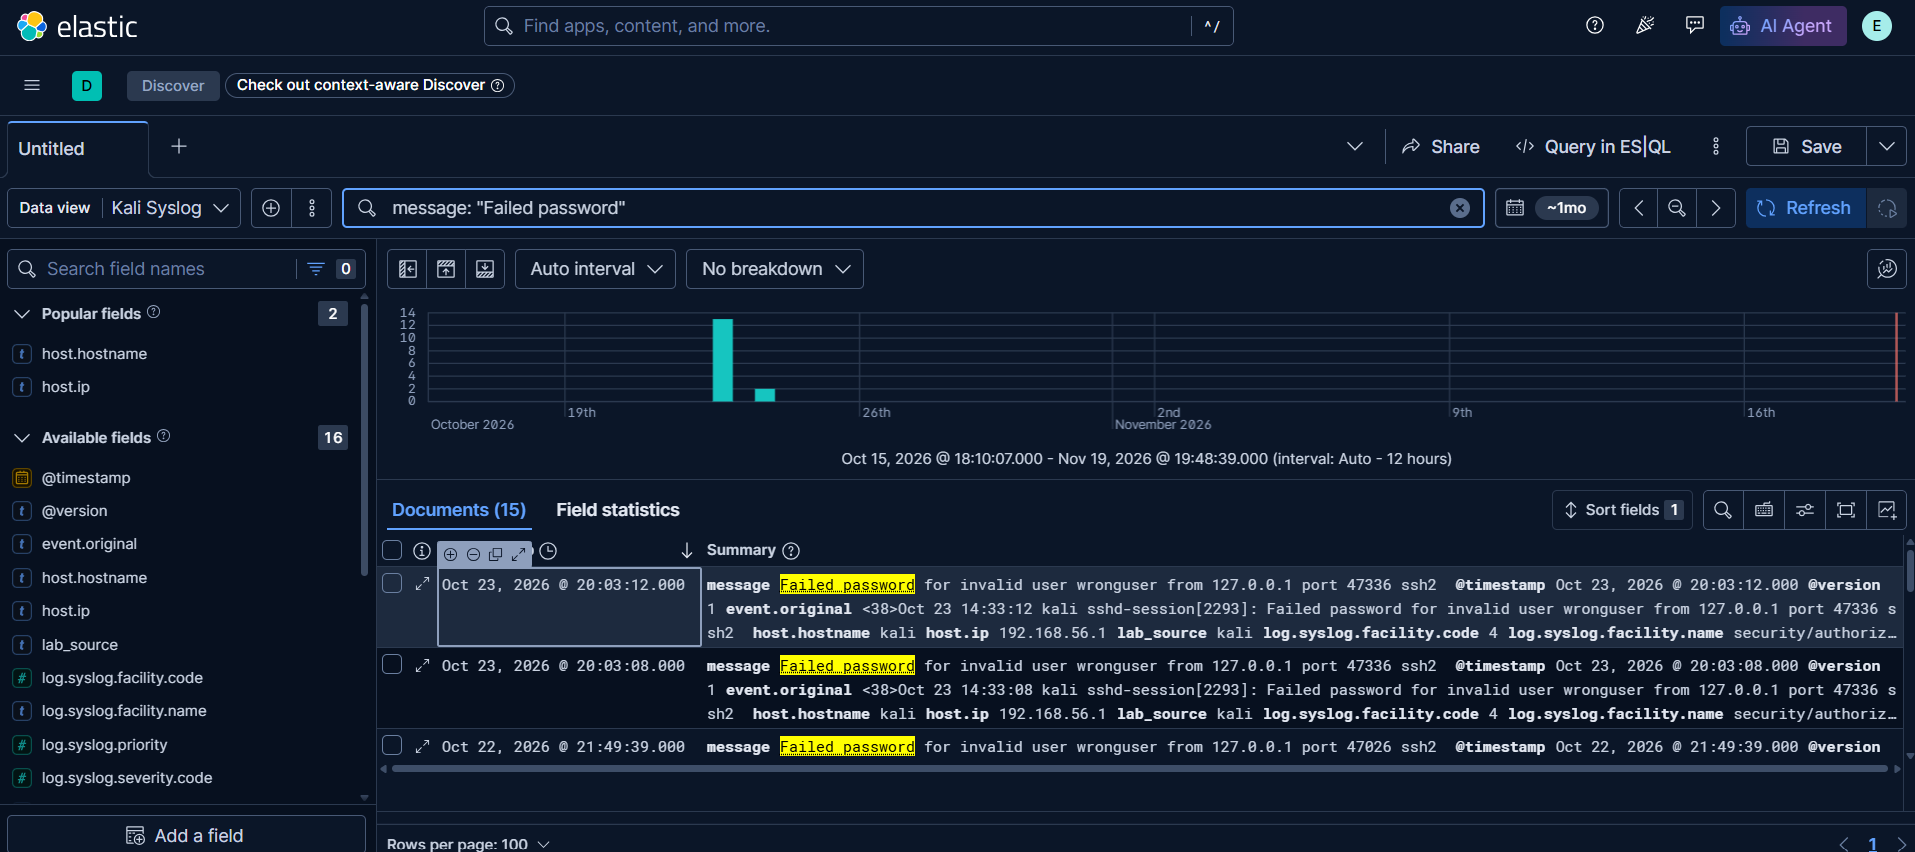 elastic
Find apps, content, and more.
^/
AI Agent
E
D
Discover
Check out context-aware Discover
Untitled
Share
Query in ES|QL
Save
Data view
Kali Syslog
message: "Failed password"
~1mo
Refresh
Search field names
0
Auto interval
No breakdown
Popular fields
2
host.hostname
host.ip
Available fields
16
@timestamp
@version
event.original
host.hostname
host.ip
lab_source
log.syslog.facility.code
log.syslog.facility.name
log.syslog.priority
log.syslog.severity.code
Add a field
14
12
10
8
6
4
2
0
19th
26th
2nd
9th
16th
October 2026
November 2026
Oct 15, 2026 @ 18:10:07.000 - Nov 19, 2026 @ 19:48:39.000 (interval: Auto - 12 hours)
Documents (15)
Field statistics
Sort fields 1
Summary
Oct 23, 2026 @ 20:03:12.000
message Failed password for invalid user wronguser from 127.0.0.1 port 47336 ssh2 @timestamp Oct 23, 2026 @ 20:03:12.000 @version
1 event.original <38>Oct 23 14:33:12 kali sshd-session[2293]: Failed password for invalid user wronguser from 127.0.0.1 port 47336 s
sh2 host.hostname kali host.ip 192.168.56.1 lab_source kali log.syslog.facility.code 4 log.syslog.facility.name security/authoriz…
Oct 23, 2026 @ 20:03:08.000
message Failed password for invalid user wronguser from 127.0.0.1 port 47336 ssh2 @timestamp Oct 23, 2026 @ 20:03:08.000 @version
1 event.original <38>Oct 23 14:33:08 kali sshd-session[2293]: Failed password for invalid user wronguser from 127.0.0.1 port 47336 s
sh2 host.hostname kali host.ip 192.168.56.1 lab_source kali log.syslog.facility.code 4 log.syslog.facility.name security/authoriz…
Oct 22, 2026 @ 21:49:39.000
message Failed password for invalid user wronguser from 127.0.0.1 port 47026 ssh2 @timestamp Oct 22, 2026 @ 21:49:39.000 @version
Rows per page: 100
1